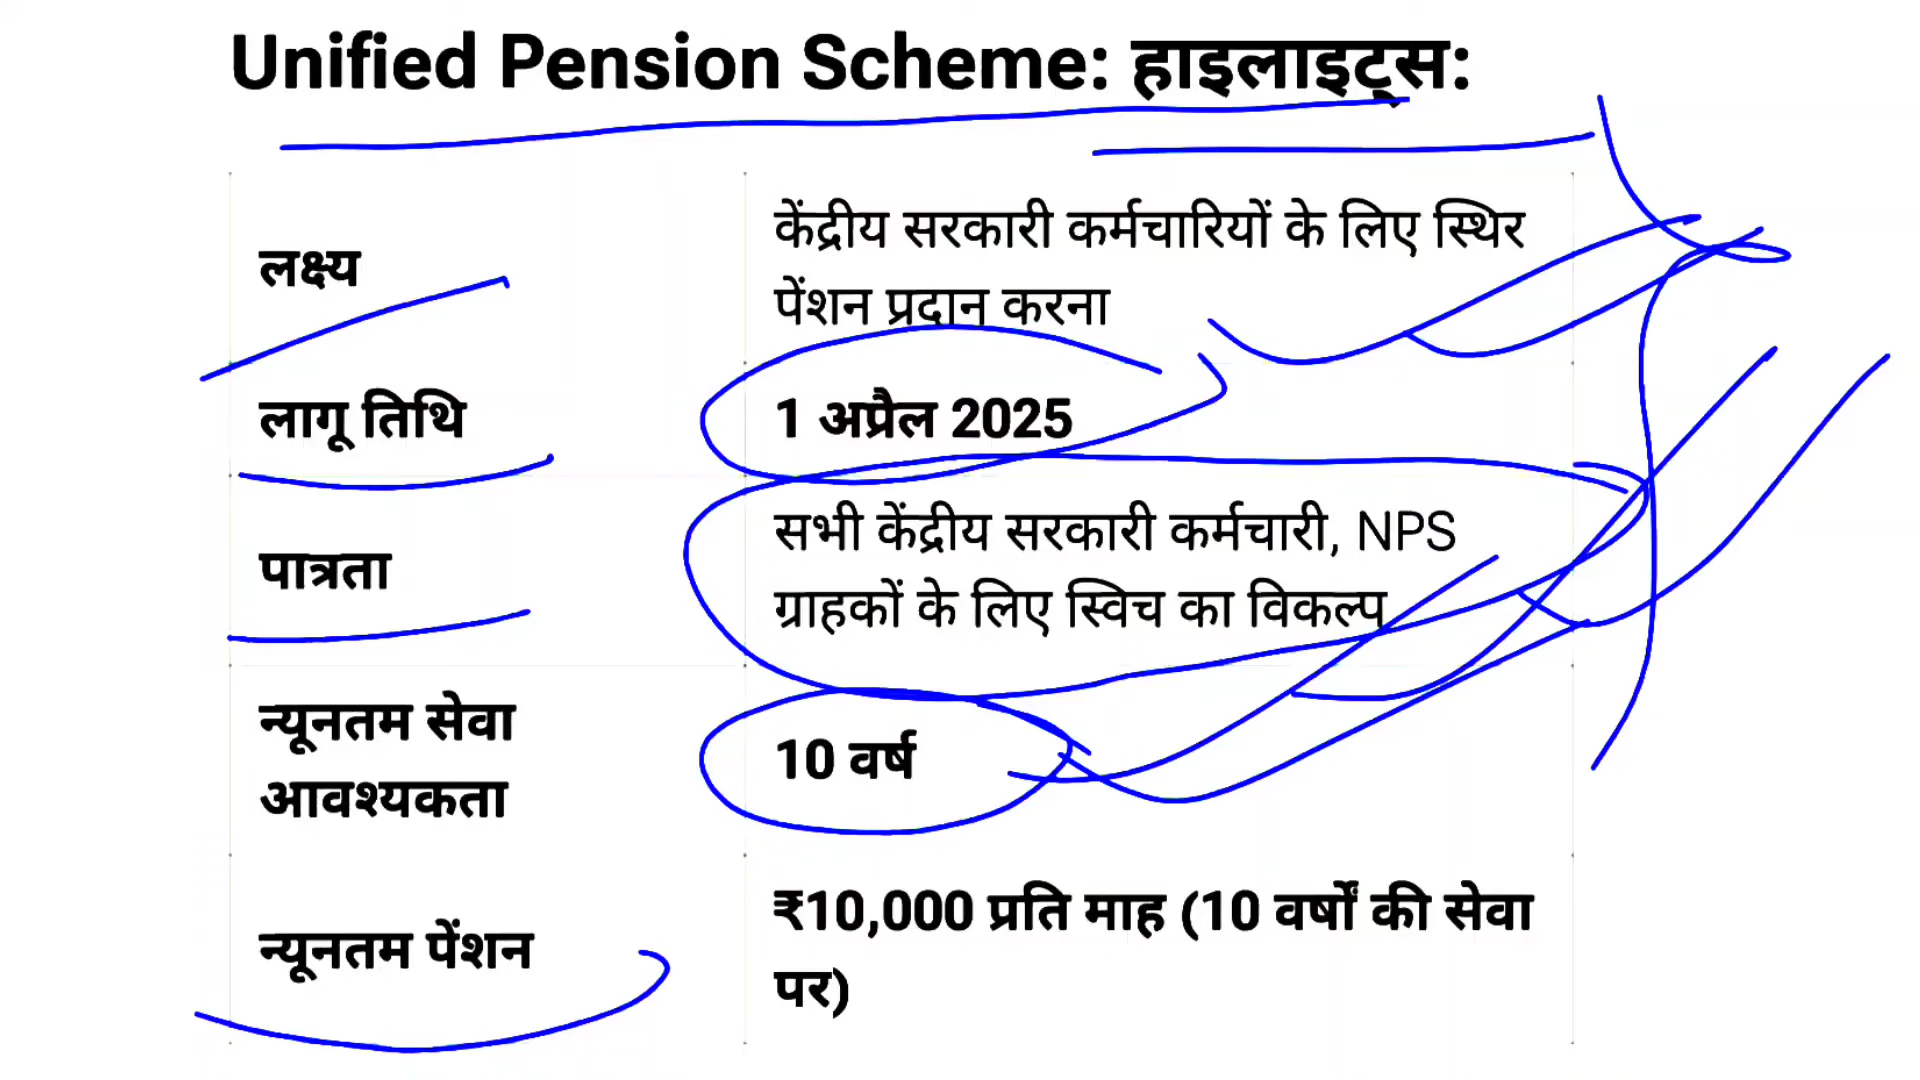 Unified Pension Scheme: हाइलाइट्स:
लक्ष्य
केंद्रीय सरकारी कर्मचारियों के लिए स्थिर
पेंशन प्रदान करना
लागू तिथि
1 अप्रैल 2025
पात्रता
सभी केंद्रीय सरकारी कर्मचारी, NPS
ग्राहकों के लिए स्विच का विकल्प
न्यूनतम सेवा
आवश्यकता
10 वर्ष
न्यूनतम पेंशन
₹10,000 प्रति माह (10 वर्षों की सेवा
पर)